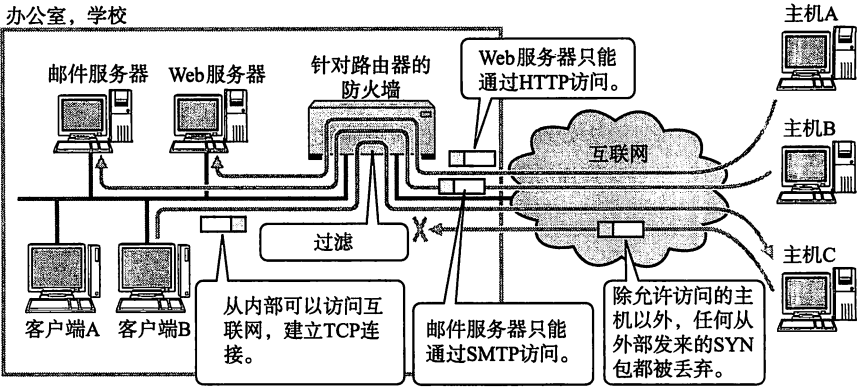 办公室，学校
邮件服务器
Web服务器
针对路由器的
防火墙
Web服务器只能
通过HTTP访问。
主机A
互联网
主机B
过滤
主机C
客户端A
客户端B
从内部可以访问互
联网，建立TCP连
接。
邮件服务器只能
通过SMTP访问。
除允许访问的主
机以外，任何从
外部发来的SYN
包都被丢弃。